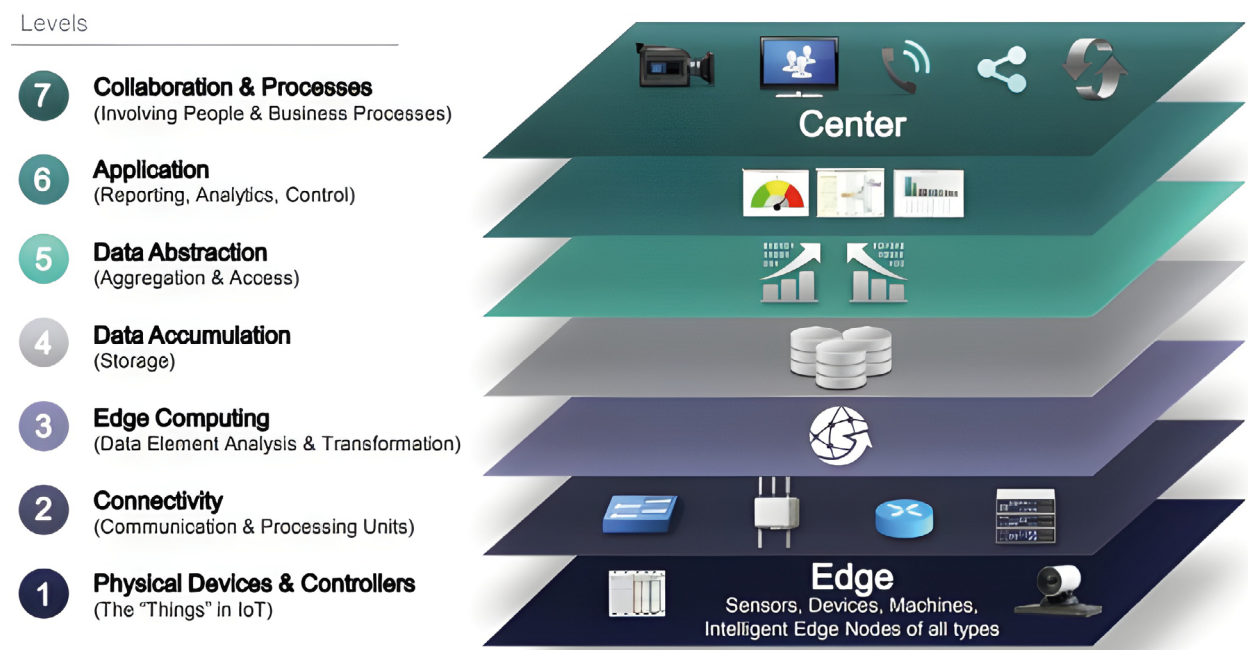 Levels
7
Collaboration & Processes
(Involving People & Business Processes)
6
Application
(Reporting, Analytics, Control)
5
Data Abstraction
(Aggregation & Access)
4
Data Accumulation
(Storage)
3
Edge Computing
(Data Element Analysis & Transformation)
2
Connectivity
(Communication & Processing Units)
1
Physical Devices & Controllers
(The “Things” in IoT)
Center
Edge
Sensors, Devices, Machines,
Intelligent Edge Nodes of all types